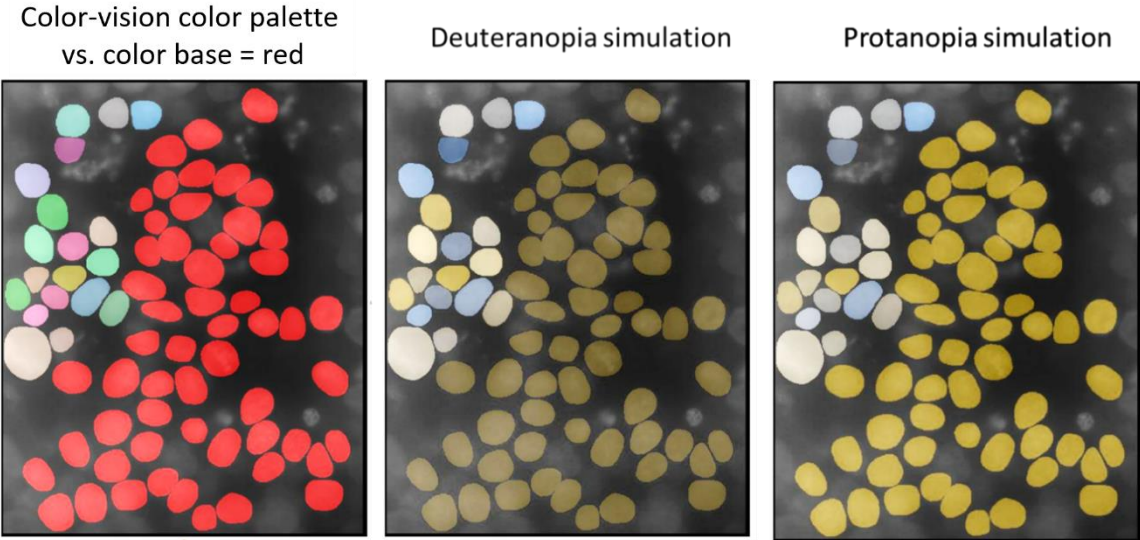 Color-vision color palette
vs. color base = red
Deuteranopia simulation
Protanopia simulation